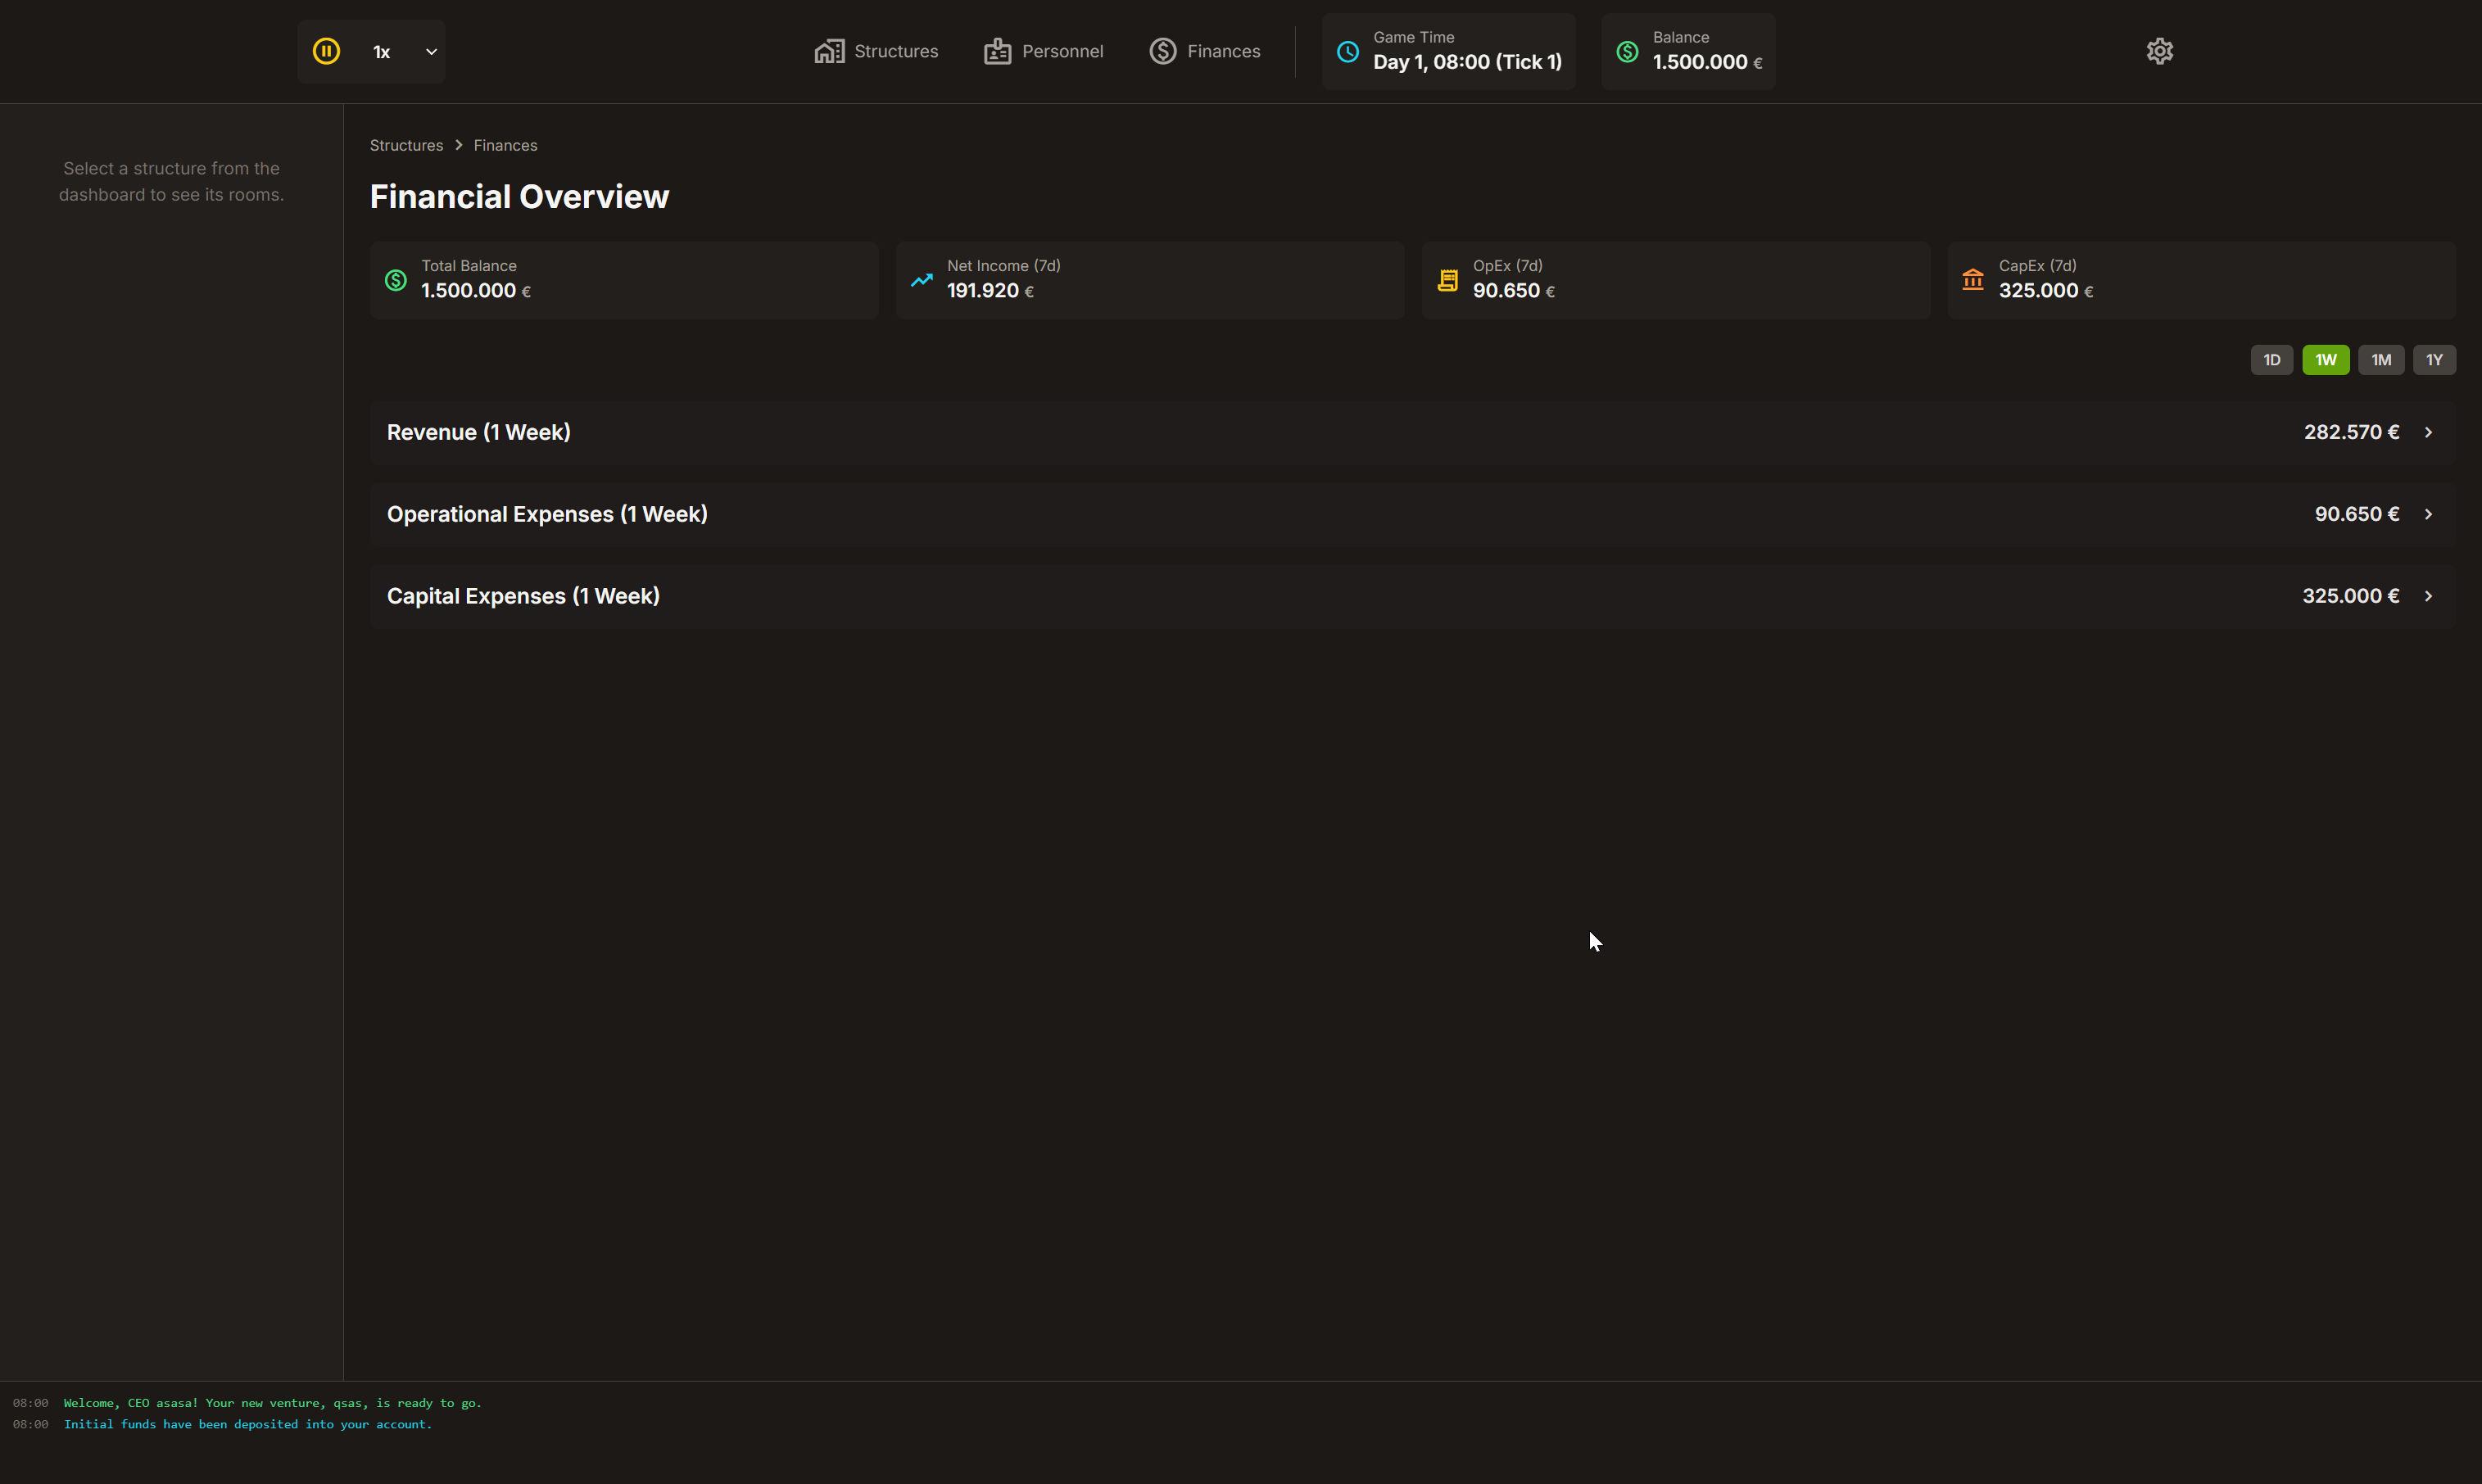 1x
Structures
Personnel
Finances
Game Time
Day 1, 08:00 (Tick 1)
Balance
1.500.000 €
Select a structure from the
dashboard to see its rooms.
Structures > Finances
Financial Overview
Total Balance
1.500.000 €
Net Income (7d)
191.920 €
OpEx (7d)
90.650 €
CapEx (7d)
325.000 €
1D
1W
1M
1Y
Revenue (1 Week)
282.570 €
Operational Expenses (1 Week)
90.650 €
Capital Expenses (1 Week)
325.000 €
08:00 Welcome, CEO asasa! Your new venture, qsas, is ready to go.
08:00 Initial funds have been deposited into your account.